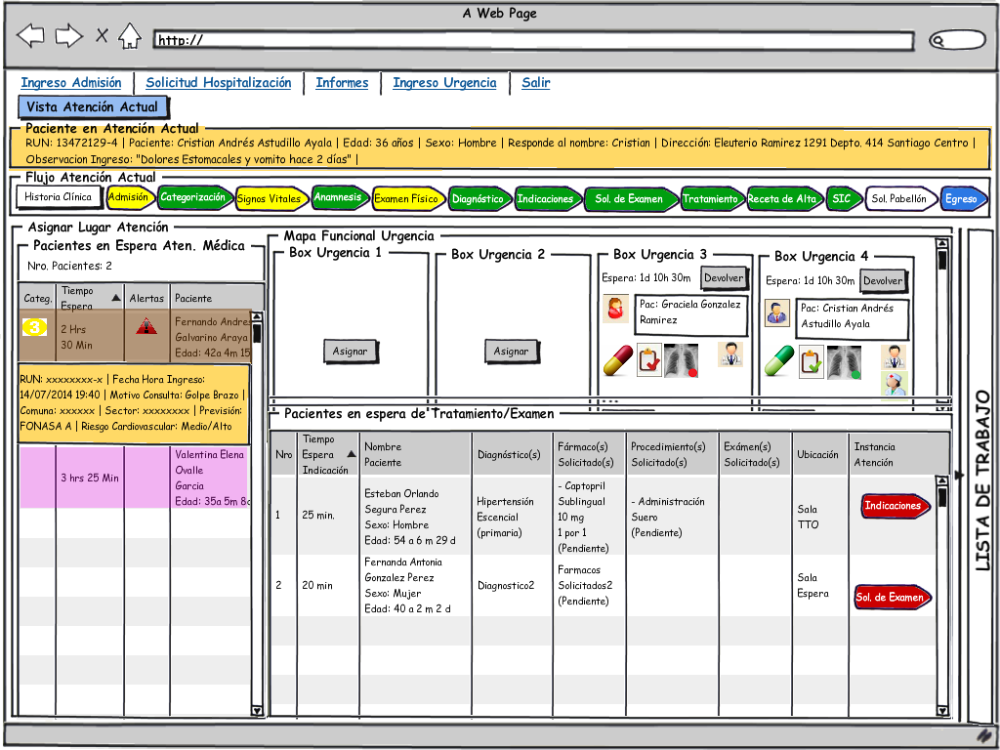 A Web Page
http://
Ingreso Admisión
Solicitud Hospitalización
Informes
Ingreso Urgencia
Salir
Vista Atención Actual
Paciente en Atención Actual
RUN: 13472129-4 | Paciente: Cristian Andrés Astudillo Ayala | Edad: 36 años | Sexo: Hombre | Responde al nombre: Cristian | Dirección: Eleuterio Ramirez 1291 Depto. 414 Santiago Centro |
Observacion Ingreso: "Dolores Estomacales y vomito hace 2 días" |
Flujo Atención Actual
Historia Clínica
Admisión
Categorización
Signos Vitales
Anamnesis
Examen Físico
Diagnóstico
Indicaciones
Sol. de Examen
Tratamiento
Receta de Alta
SIC
Sol. Pabellón
Egreso
Asignar Lugar Atención
Pacientes en Espera Aten. Médica
Nro. Pacientes: 2
Categ.
Tiempo
Espera
Alertas
Paciente
3
2 Hrs
30 Min
Fernando Andres
Galvarino Araya
Edad: 42a 4m 15
RUN: xxxxxxxx-x | Fecha Hora Ingreso:
14/07/2014 19:40 | Motivo Consulta: Golpe Brazo |
Comuna: xxxxxx | Sector: xxxxxxxx | Previsión:
FONASA A | Riesgo Cardiovascular: Medio/Alto
3 hrs 25 Min
Valentina Elena
Ovalle
Garcia
Edad: 35a 5m 8d
Mapa Funcional Urgencia
Box Urgencia 1
Asignar
Box Urgencia 2
Asignar
Box Urgencia 3
Espera: 1d 10h 30m
Devolver
Pac: Graciela Gonzalez
Ramirez
Box Urgencia 4
Espera: 1d 10h 30m
Devolver
Pac: Cristian Andrés
Astudillo Ayala
Pacientes en espera de Tratamiento/Examen
Nro
Tiempo
Espera
Indicación
Nombre
Paciente
Diagnóstico(s)
Fármaco(s)
Solicitado(s)
Procedimiento(s)
Solicitado(s)
Exámen(s)
Solicitado(s)
Ubicación
Instancia
Atención
1
25 min.
Esteban Orlando
Segura Perez
Sexo: Hombre
Edad: 54 a 6 m 29 d
Hipertensión
Escencial
(primaria)
- Captopril
Sublingual
10 mg
1 por 1
(Pendiente)
- Administración
Suero
(Pendiente)
Sala
TTO
Indicaciones
2
20 min
Fernanda Antonia
Gonzalez Perez
Sexo: Mujer
Edad: 40 a 2 m 2 d
Diagnostico2
Farmacos
Solicitados2
(Pendiente)
Sala
Espera
Sol. de Examen
LISTA DE TRABAJO